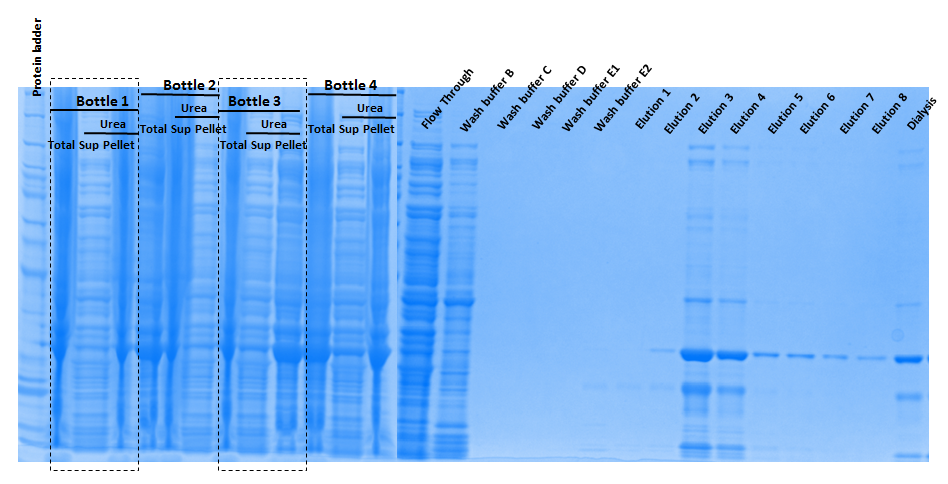 Protein ladder
Bottle 1
Urea
Total Sup Pellet
Bottle 2
Urea
Total Sup Pellet
Bottle 3
Urea
Total Sup Pellet
Bottle 4
Urea
Total Sup Pellet
Flow Through
Wash buffer B
Wash buffer C
Wash buffer D
Wash buffer E1
Wash buffer E2
Elution 1
Elution 2
Elution 3
Elution 4
Elution 5
Elution 6
Elution 7
Elution 8
Dialysis